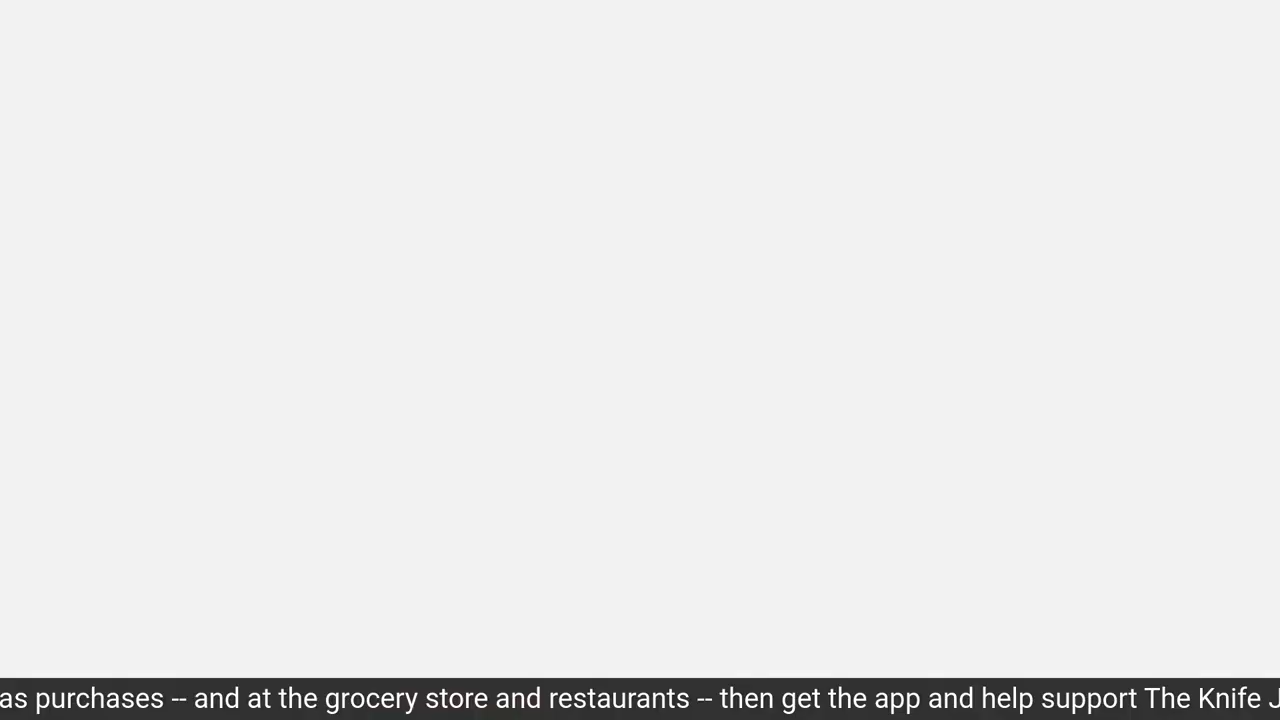 as purchases -- and at the grocery store and restaurants -- then get the app and help support The Knife J